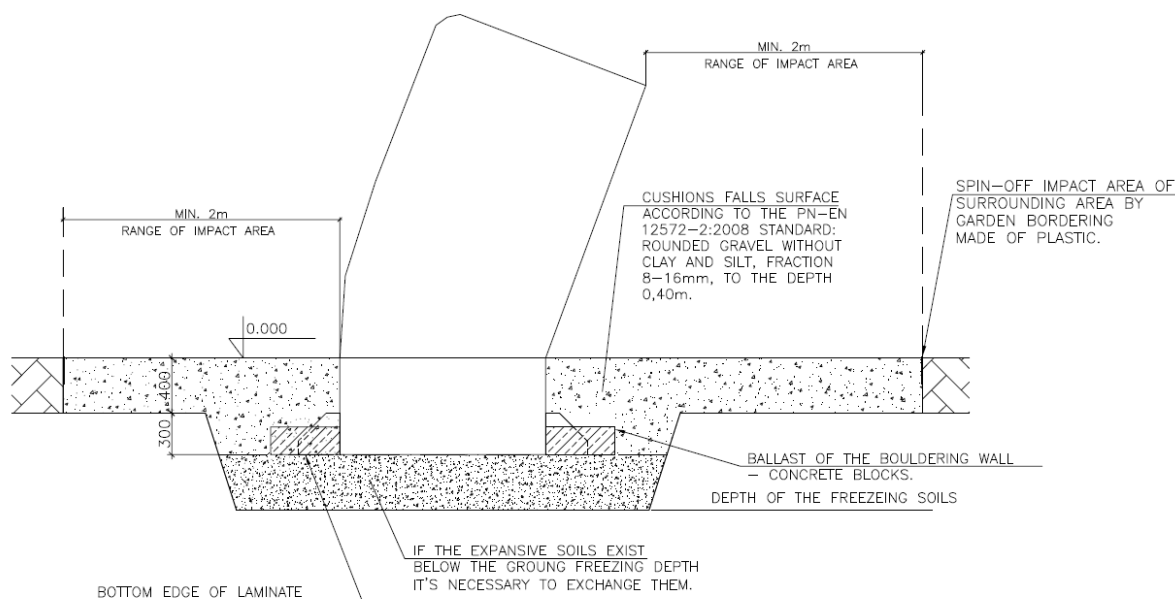 MIN. 2m
RANGE OF IMPACT AREA
MIN. 2m
RANGE OF IMPACT AREA
CUSHIONS FALLS SURFACE
ACCORDING TO THE PN-EN
12572-2:2008 STANDARD:
ROUNDED GRAVEL WITHOUT
CLAY AND SILT, FRACTION
8-16mm, TO THE DEPTH
0,40m.
SPIN-OFF IMPACT AREA OF
SURROUNDING AREA BY
GARDEN BORDERING
MADE OF PLASTIC.
0.000
400
300
BALLAST OF THE BOULDERING WALL
- CONCRETE BLOCKS.
DEPTH OF THE FREEZING SOILS
IF THE EXPANSIVE SOILS EXIST
BELOW THE GROUNG FREEZING DEPTH
IT'S NECESSARY TO EXCHANGE THEM.
BOTTOM EDGE OF LAMINATE